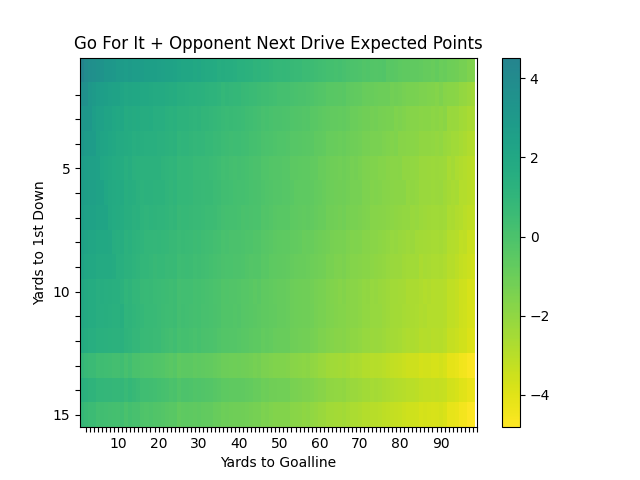 Go For It + Opponent Next Drive Expected Points
Yards to 1st Down
5
10
15
10 20 30 40 50 60 70 80 90
Yards to Goalline
4
2
0
−2
−4